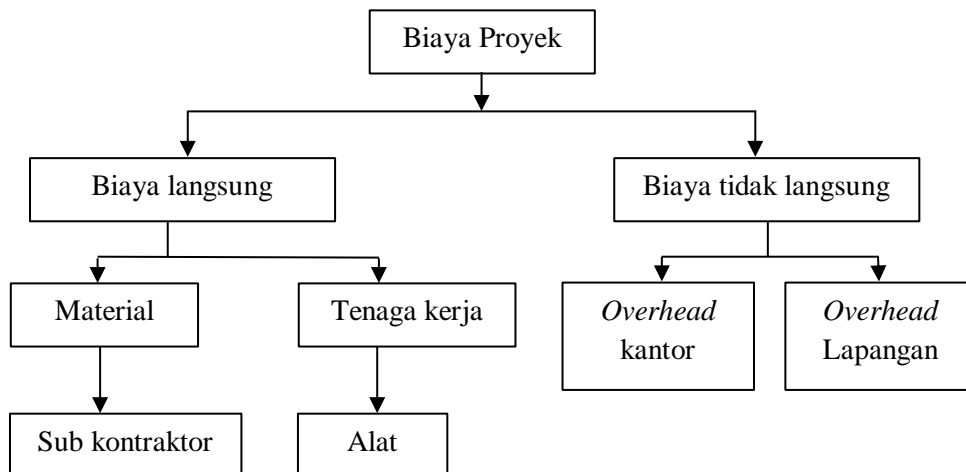 Biaya Proyek
Biaya langsung
Biaya tidak langsung
Material
Tenaga kerja
Overhead
kantor
Overhead
Lapangan
Sub kontraktor
Alat